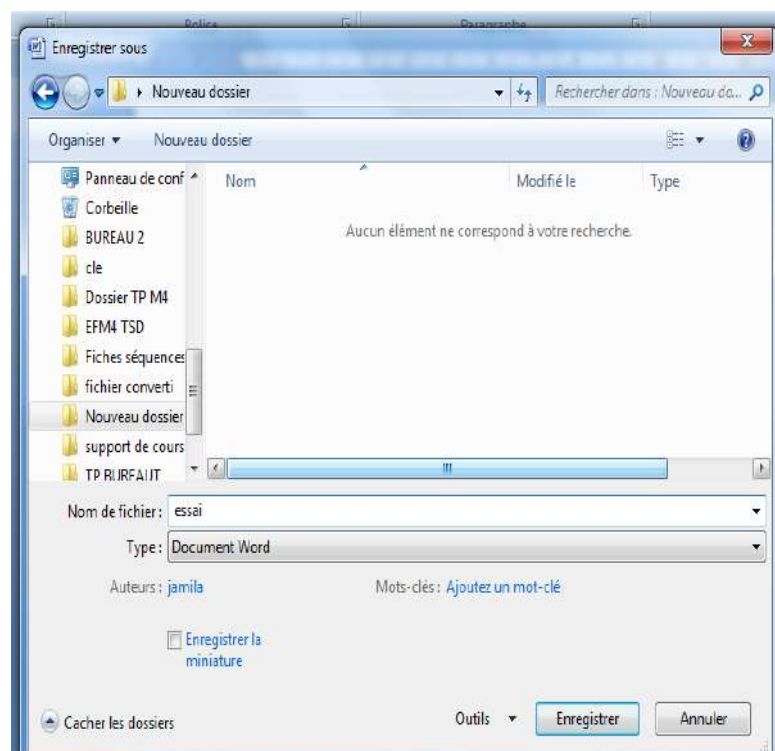 Police Paragraphe
Enregistrer sous
Nouveau dossier
Rechercher dans : Nouveau do...
Organiser Nouveau dossier
Panneau de conf
Corbeille
BUREAU 2
cle
Dossier TP M4
EFM4 TSD
Fiches séquences
fichier converti
Nouveau dossier
support de cours
TP BUREAUT
Nom Modifié le Type
Aucun élément ne correspond à votre recherche.
Nom de fichier : essai
Type : Document Word
Auteurs : jamila Mots-clés : Ajoutez un mot-clé
Enregistrer la
miniature
Cacher les dossiers Outils Enregistrer Annuler